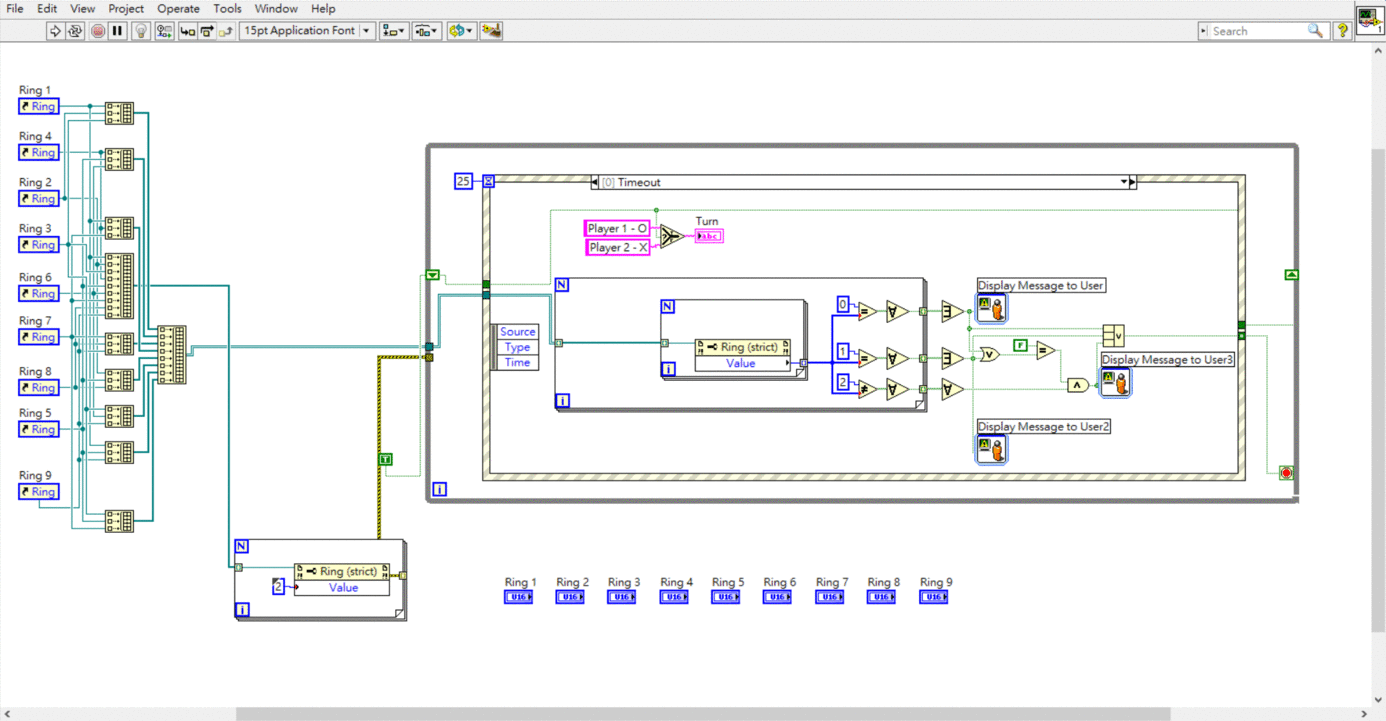 File Edit View Project Operate Tools Window Help
15pt Application Font
Search
?
1
Ring 1
Ring
Ring 4
Ring
Ring 2
Ring
Ring 3
Ring
Ring 6
Ring
Ring 7
Ring
Ring 8
Ring
Ring 5
Ring
Ring 9
Ring
25
[0] Timeout
Player 1 - O
Player 2 - X
?
Turn
abc
N
N
Source
Type
Time
Ring (strict)
Value
i
i
0
=
1
=
2
≠
∀
∀
∀
∃
∃
∀
Display Message to User
V
F
=
V
Display Message to User3
Λ
Display Message to User2
T
i
N
Ring (strict)
2
Value
i
Ring 1 Ring 2 Ring 3 Ring 4 Ring 5 Ring 6 Ring 7 Ring 8 Ring 9
U16 U16 U16 U16 U16 U16 U16 U16 U16